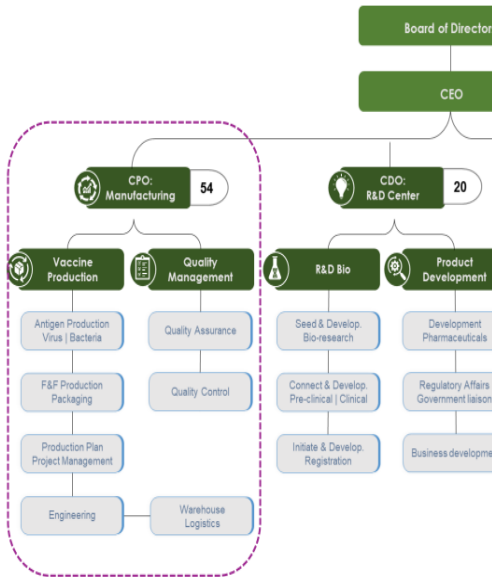 Board of Director
CEO
CPO:
Manufacturing
54
CDO:
R&D Center
20
Vaccine
Production
Quality
Management
R&D Bio
Product
Development
Antigen Production
Virus | Bacteria
Quality Assurance
Seed & Develop.
Bio-research
Development
Pharmaceuticals
F&F Production
Packaging
Quality Control
Connect & Develop.
Pre-clinical | Clinical
Regulatory Affairs
Government liaison
Production Plan
Project Management
Initiate & Develop.
Registration
Business developme
Engineering
Warehouse
Logistics